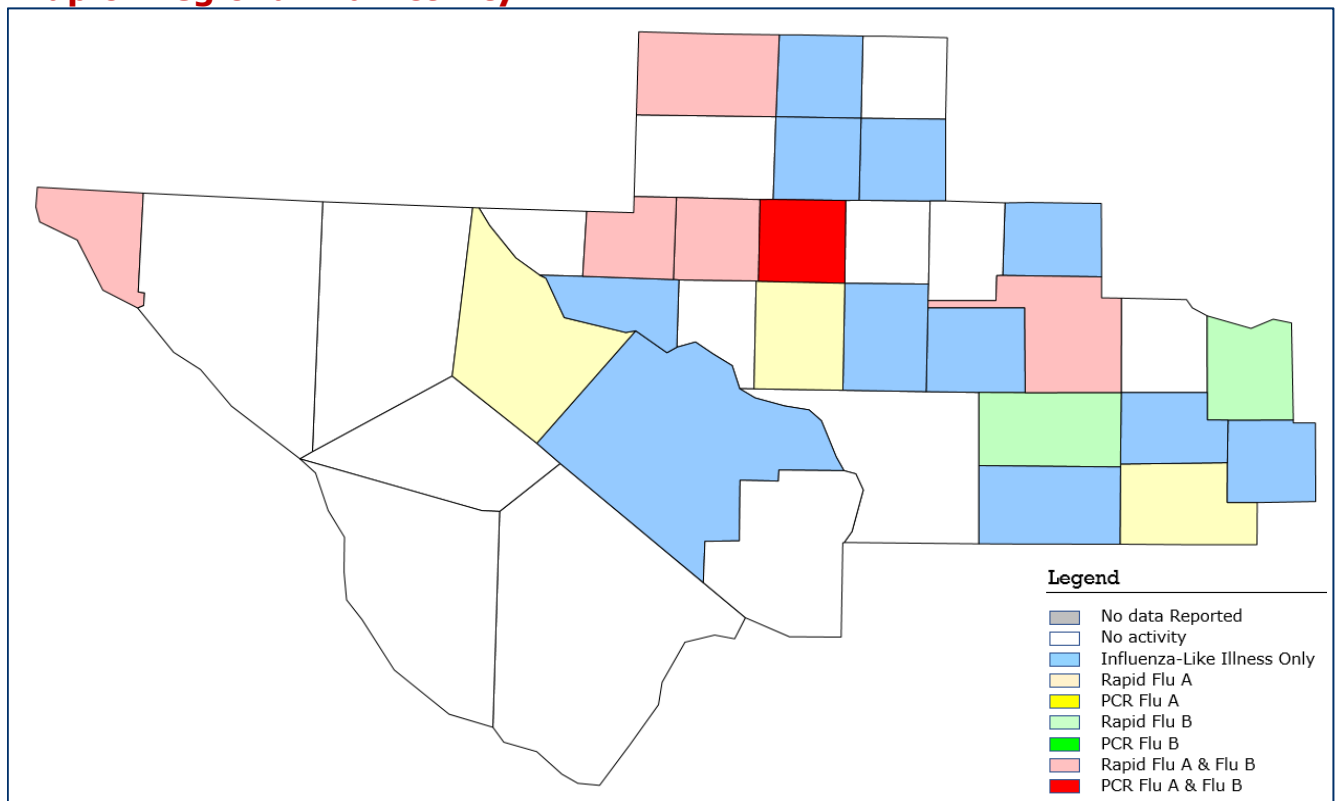 Legend
No data Reported
No activity
Influenza-Like Illness Only
Rapid Flu A
PCR Flu A
Rapid Flu B
PCR Flu B
Rapid Flu A & Flu B
PCR Flu A & Flu B